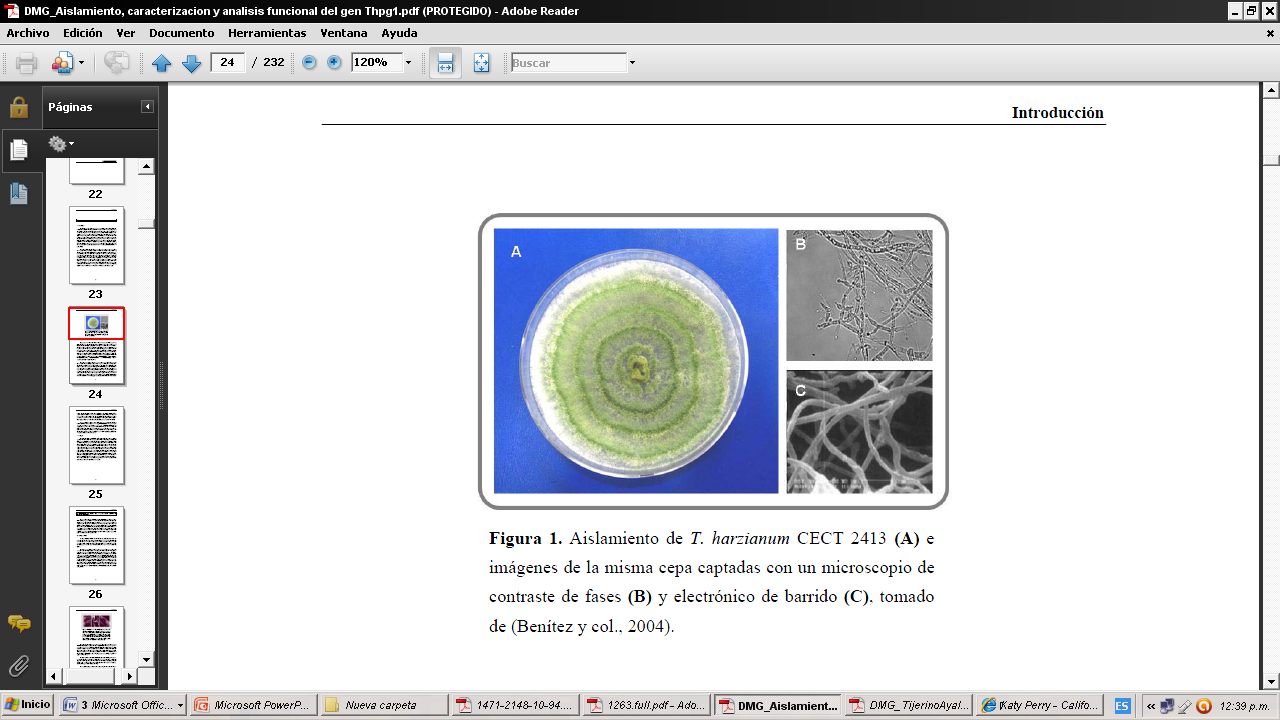 DMG_Aislamiento, caracterizacion y analisis funcional del gen Thpg1.pdf (PROTEGIDO) - Adobe Reader
Archivo Edición Ver Documento Herramientas Ventana Ayuda
24 / 232 120% Buscar
Páginas
22
23
24
25
26
Introducción
A
B
C
Figura 1. Aislamiento de T. harzianum CECT 2413 (A) e
imágenes de la misma cepa captadas con un microscopio de
contraste de fases (B) y electrónico de barrido (C), tomado
de (Benítez y col., 2004).
Inicio 3 Microsoft Offic... Microsoft PowerP... Nueva carpeta 1471-2148-10-94.... 1263.full.pdf - Ado... DMG_Aislamient... DMG_TijerinoAyal... Katy Perry - Califo... ES 12:39 p.m.